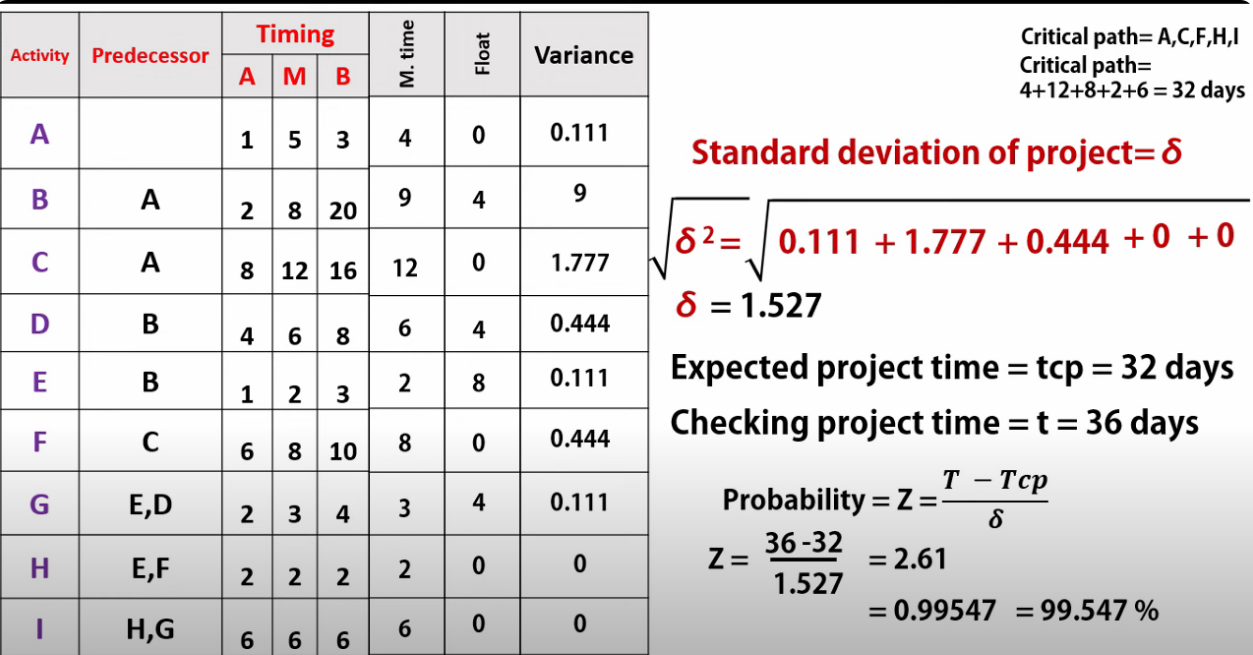 Activity Predecessor Timing M. time Float Variance
A M B
A 1 5 3 4 0 0.111
B A 2 8 20 9 4 9
C A 8 12 16 12 0 1.777
D B 4 6 8 6 4 0.444
E B 1 2 3 2 8 0.111
F C 6 8 10 8 0 0.444
G E,D 2 3 4 3 4 0.111
H E,F 2 2 2 2 0 0
I H,G 6 6 6 6 0 0
Critical path= A,C,F,H,I
Critical path=
4+12+8+2+6 = 32 days
Standard deviation of project= δ
√δ² = √0.111 + 1.777 + 0.444 + 0 + 0
δ = 1.527
Expected project time = tcp = 32 days
Checking project time = t = 36 days
Probability = Z = T − Tcp / δ
Z = 36 -32 / 1.527 = 2.61
= 0.99547 = 99.547 %